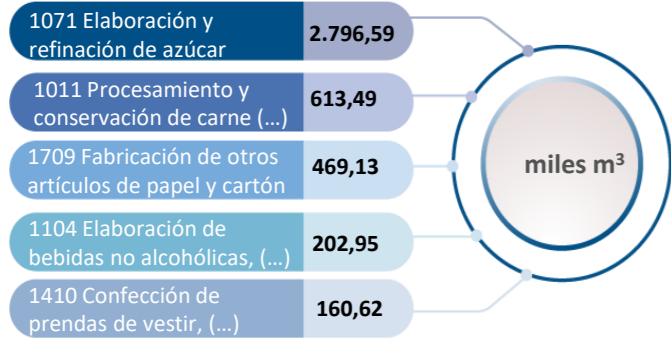 1071 Elaboración y
refinación de azúcar
2.796,59
1011 Procesamiento y
conservación de carne (...)
613,49
1709 Fabricación de otros
artículos de papel y cartón
469,13
1104 Elaboración de
bebidas no alcohólicas, (...)
202,95
1410 Confección de
prendas de vestir, (...)
160,62
miles m³